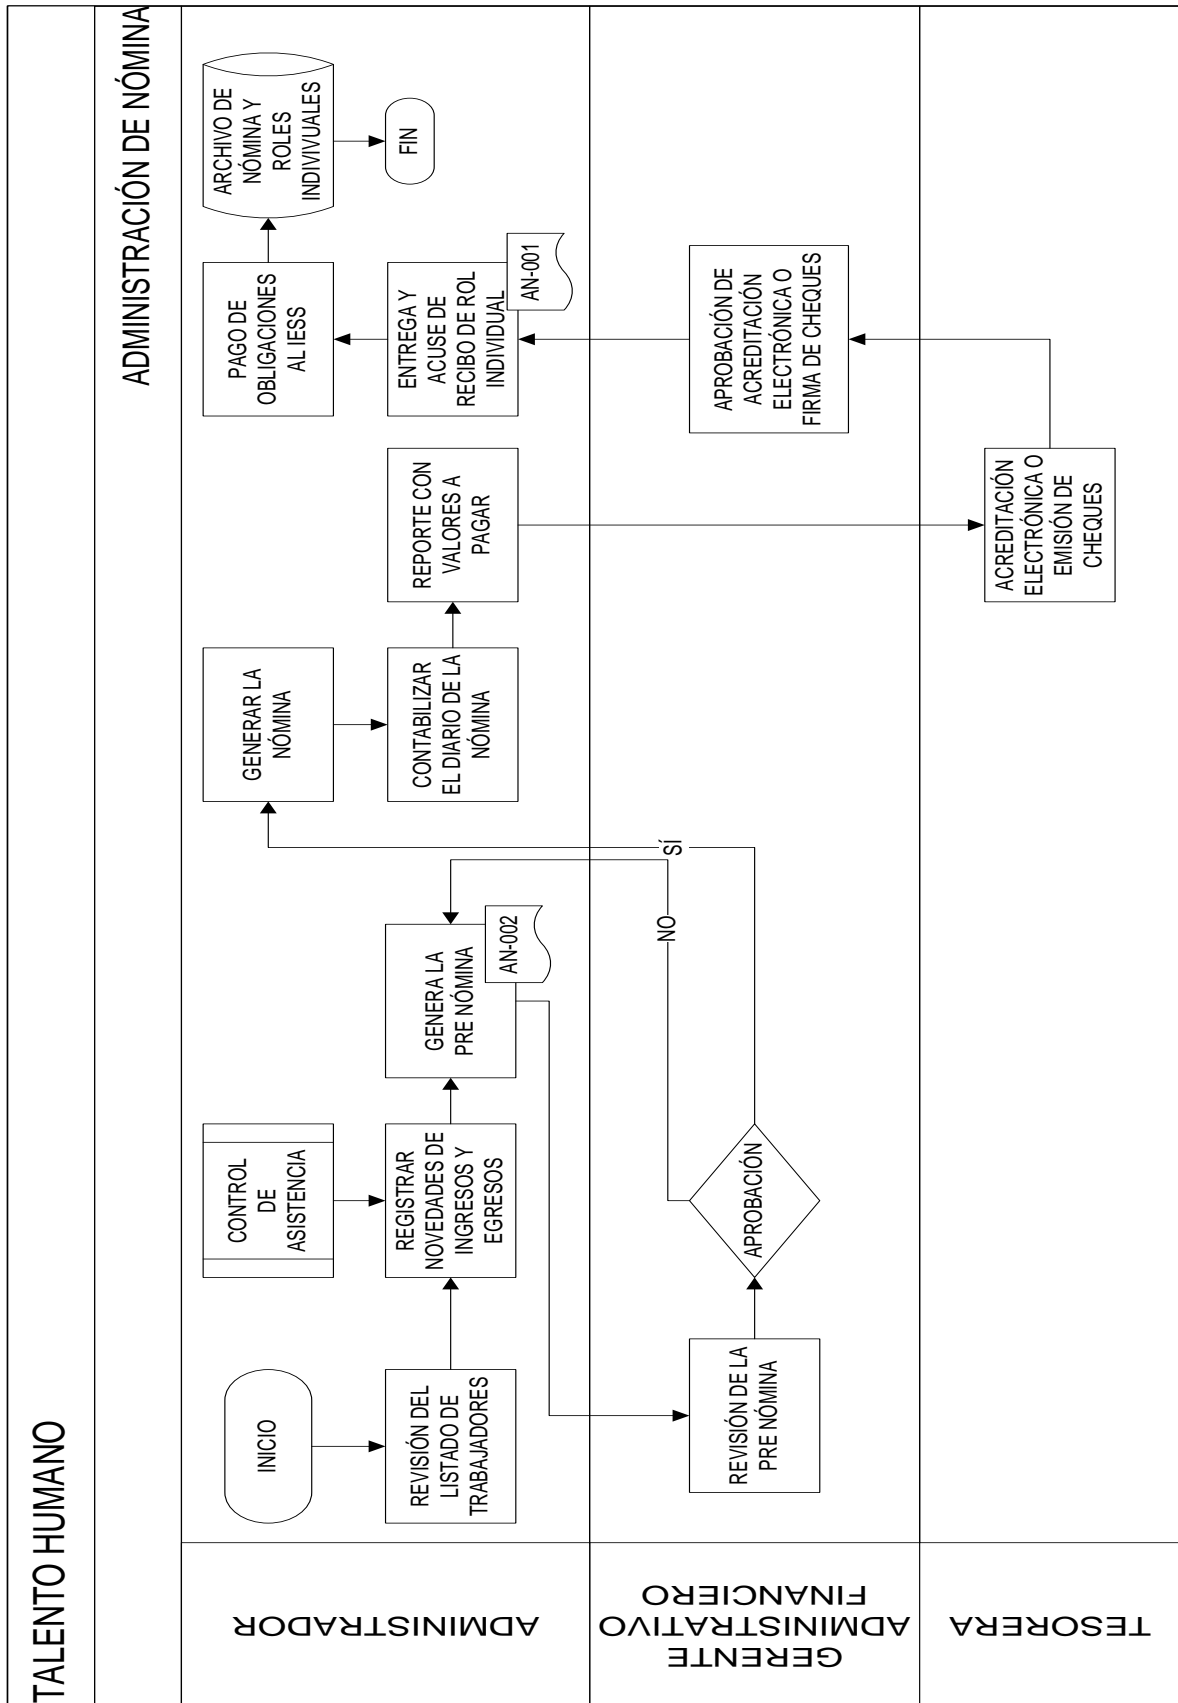 TALENTO HUMANO
ADMINISTRACIÓN DE NÓMINA
ADMINISTRADOR
INICIO
REVISIÓN DEL
LISTADO DE
TRABAJADORES
CONTROL
DE
ASISTENCIA
REGISTRAR
NOVEDADES DE
INGRESOS Y
EGRESOS
GENERA LA
PRE NÓMINA
AN-002
GENERAR LA
NÓMINA
CONTABILIZAR
EL DIARIO DE LA
NÓMINA
REPORTE CON
VALORES A
PAGAR
PAGO DE
OBLIGACIONES
AL IESS
ENTREGA Y
ACUSE DE
RECIBO DE ROL
INDIVIDUAL
AN-001
ARCHIVO DE
NÓMINA Y
ROLES
INDIVIVUALES
FIN
GERENTE
ADMINISTRATIVO
FINANCIERO
REVISIÓN DE LA
PRE NÓMINA
APROBACIÓN
NO
SÍ
APROBACIÓN DE
ACREDITACIÓN
ELECTRÓNICA O
FIRMA DE CHEQUES
TESORERA
ACREDITACIÓN
ELECTRÓNICA O
EMISIÓN DE
CHEQUES